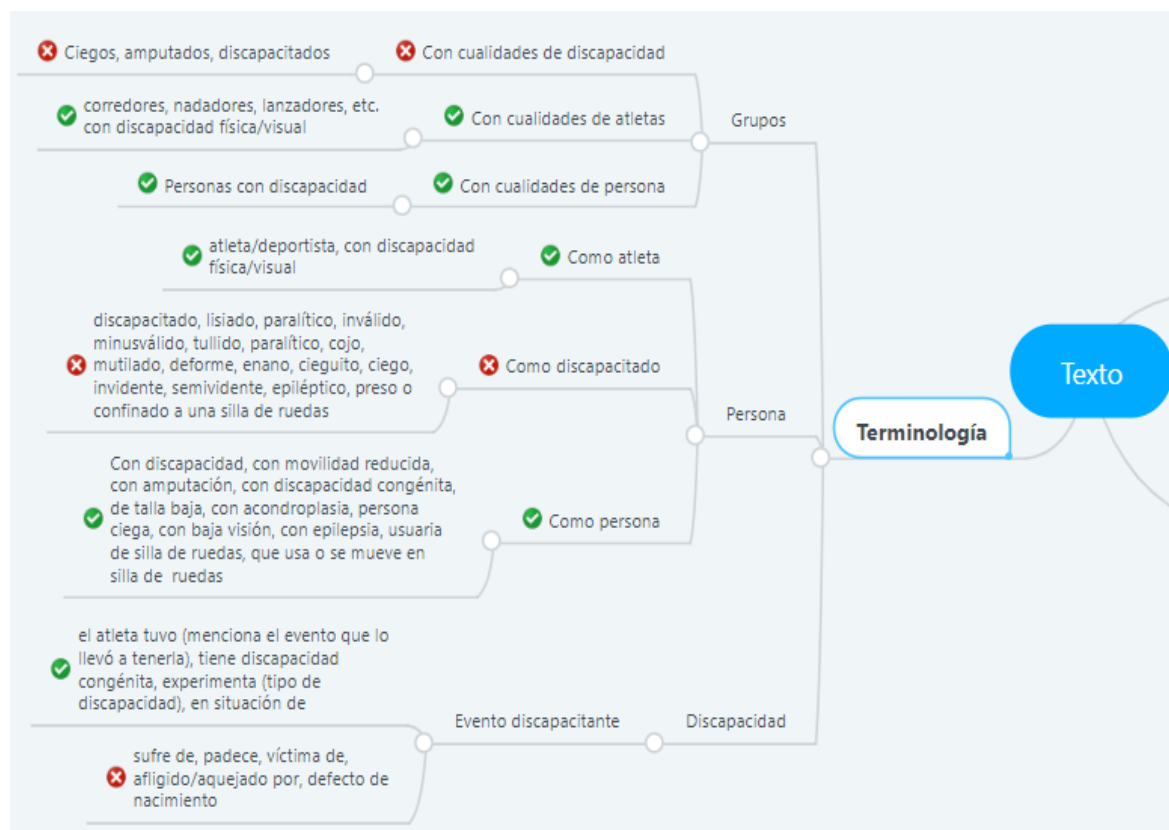 Ciegos, amputados, discapacitados
Con cualidades de discapacidad
corredores, nadadores, lanzadores, etc.
con discapacidad física/visual
Con cualidades de atletas
Grupos
Personas con discapacidad
Con cualidades de persona
atleta/deportista, con discapacidad
física/visual
Como atleta
discapacitado, lisiado, paralítico, inválido,
minusválido, tullido, paralítico, cojo,
mutilado, deforme, enano, cieguito, ciego,
invidente, semividente, epiléptico, preso o
confinado a una silla de ruedas
Como discapacitado
Persona
Con discapacidad, con movilidad reducida,
con amputación, con discapacidad congénita,
de talla baja, con acondroplasia, persona
ciega, con baja visión, con epilepsia, usuaria
de silla de ruedas, que usa o se mueve en
silla de ruedas
Como persona
Texto
Terminología
el atleta tuvo (menciona el evento que lo
llevó a tenerla), tiene discapacidad
congénita, experimenta (tipo de
discapacidad), en situación de
Evento discapacitante
Discapacidad
sufre de, padece, víctima de,
afligido/aquejado por, defecto de
nacimiento